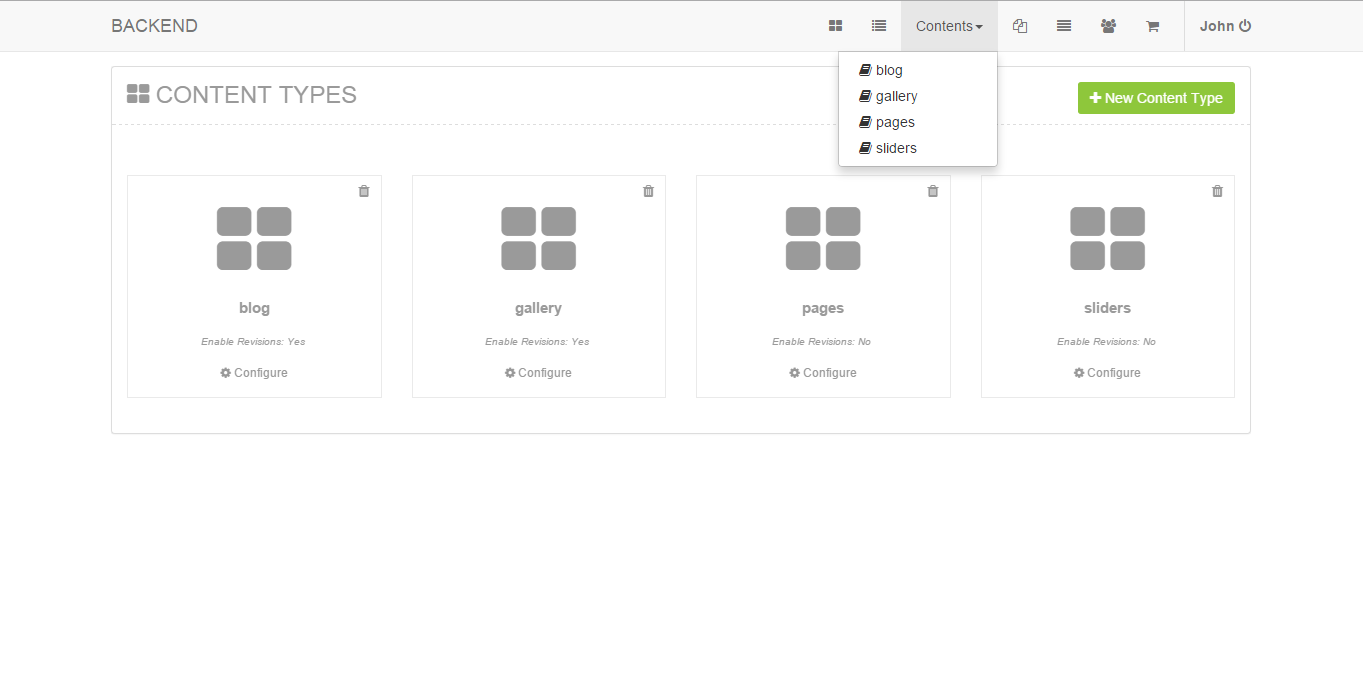 BACKEND
Contents
John
blog
gallery
pages
sliders
CONTENT TYPES
New Content Type
blog
Enable Revisions: Yes
Configure
gallery
Enable Revisions: Yes
Configure
pages
Enable Revisions: No
Configure
sliders
Enable Revisions: No
Configure